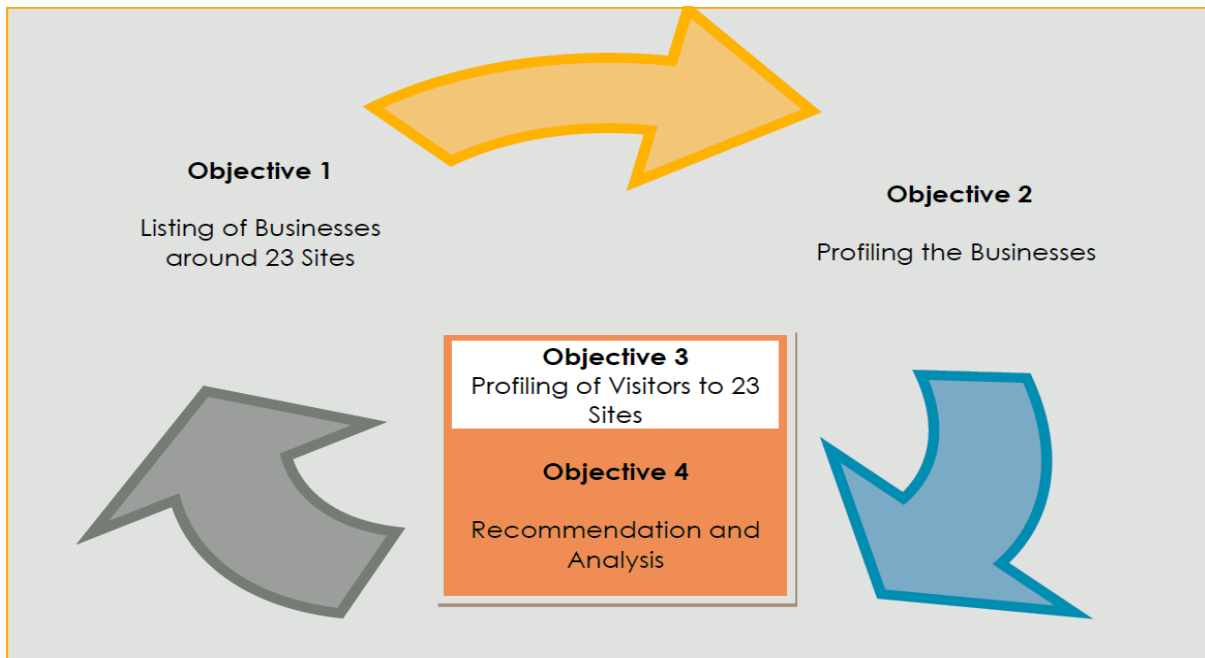 Objective 1
Listing of Businesses
around 23 Sites
Objective 2
Profiling the Businesses
Objective 3
Profiling of Visitors to 23
Sites
Objective 4
Recommendation and
Analysis